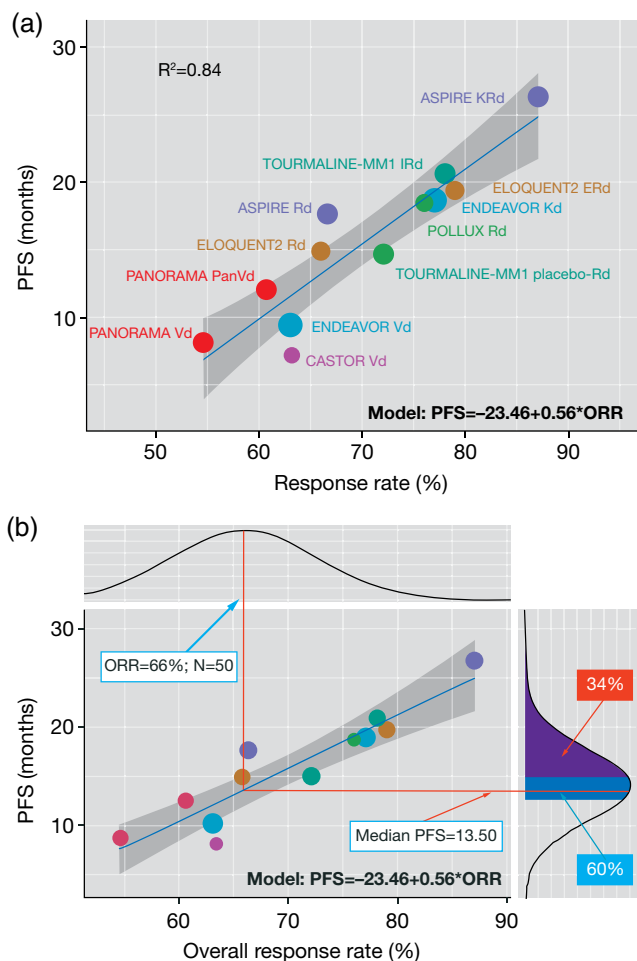 (a)
30
20
10
PFS (months)
R²=0.84
ASPIRE KRd
TOURMALINE-MM1 IRd
ELOQUENT2 ERd
ASPIRE Rd
ENDEAVOR Kd
POLLUX Rd
ELOQUENT2 Rd
TOURMALINE-MM1 placebo-Rd
PANORAMA PanVd
PANORAMA Vd
ENDEAVOR Vd
CASTOR Vd
Model: PFS=–23.46+0.56*ORR
50 60 70 80 90
Response rate (%)
(b)
ORR=66%; N=50
30
20
10
PFS (months)
34%
Median PFS=13.50
60%
Model: PFS=–23.46+0.56*ORR
60 70 80 90
Overall response rate (%)